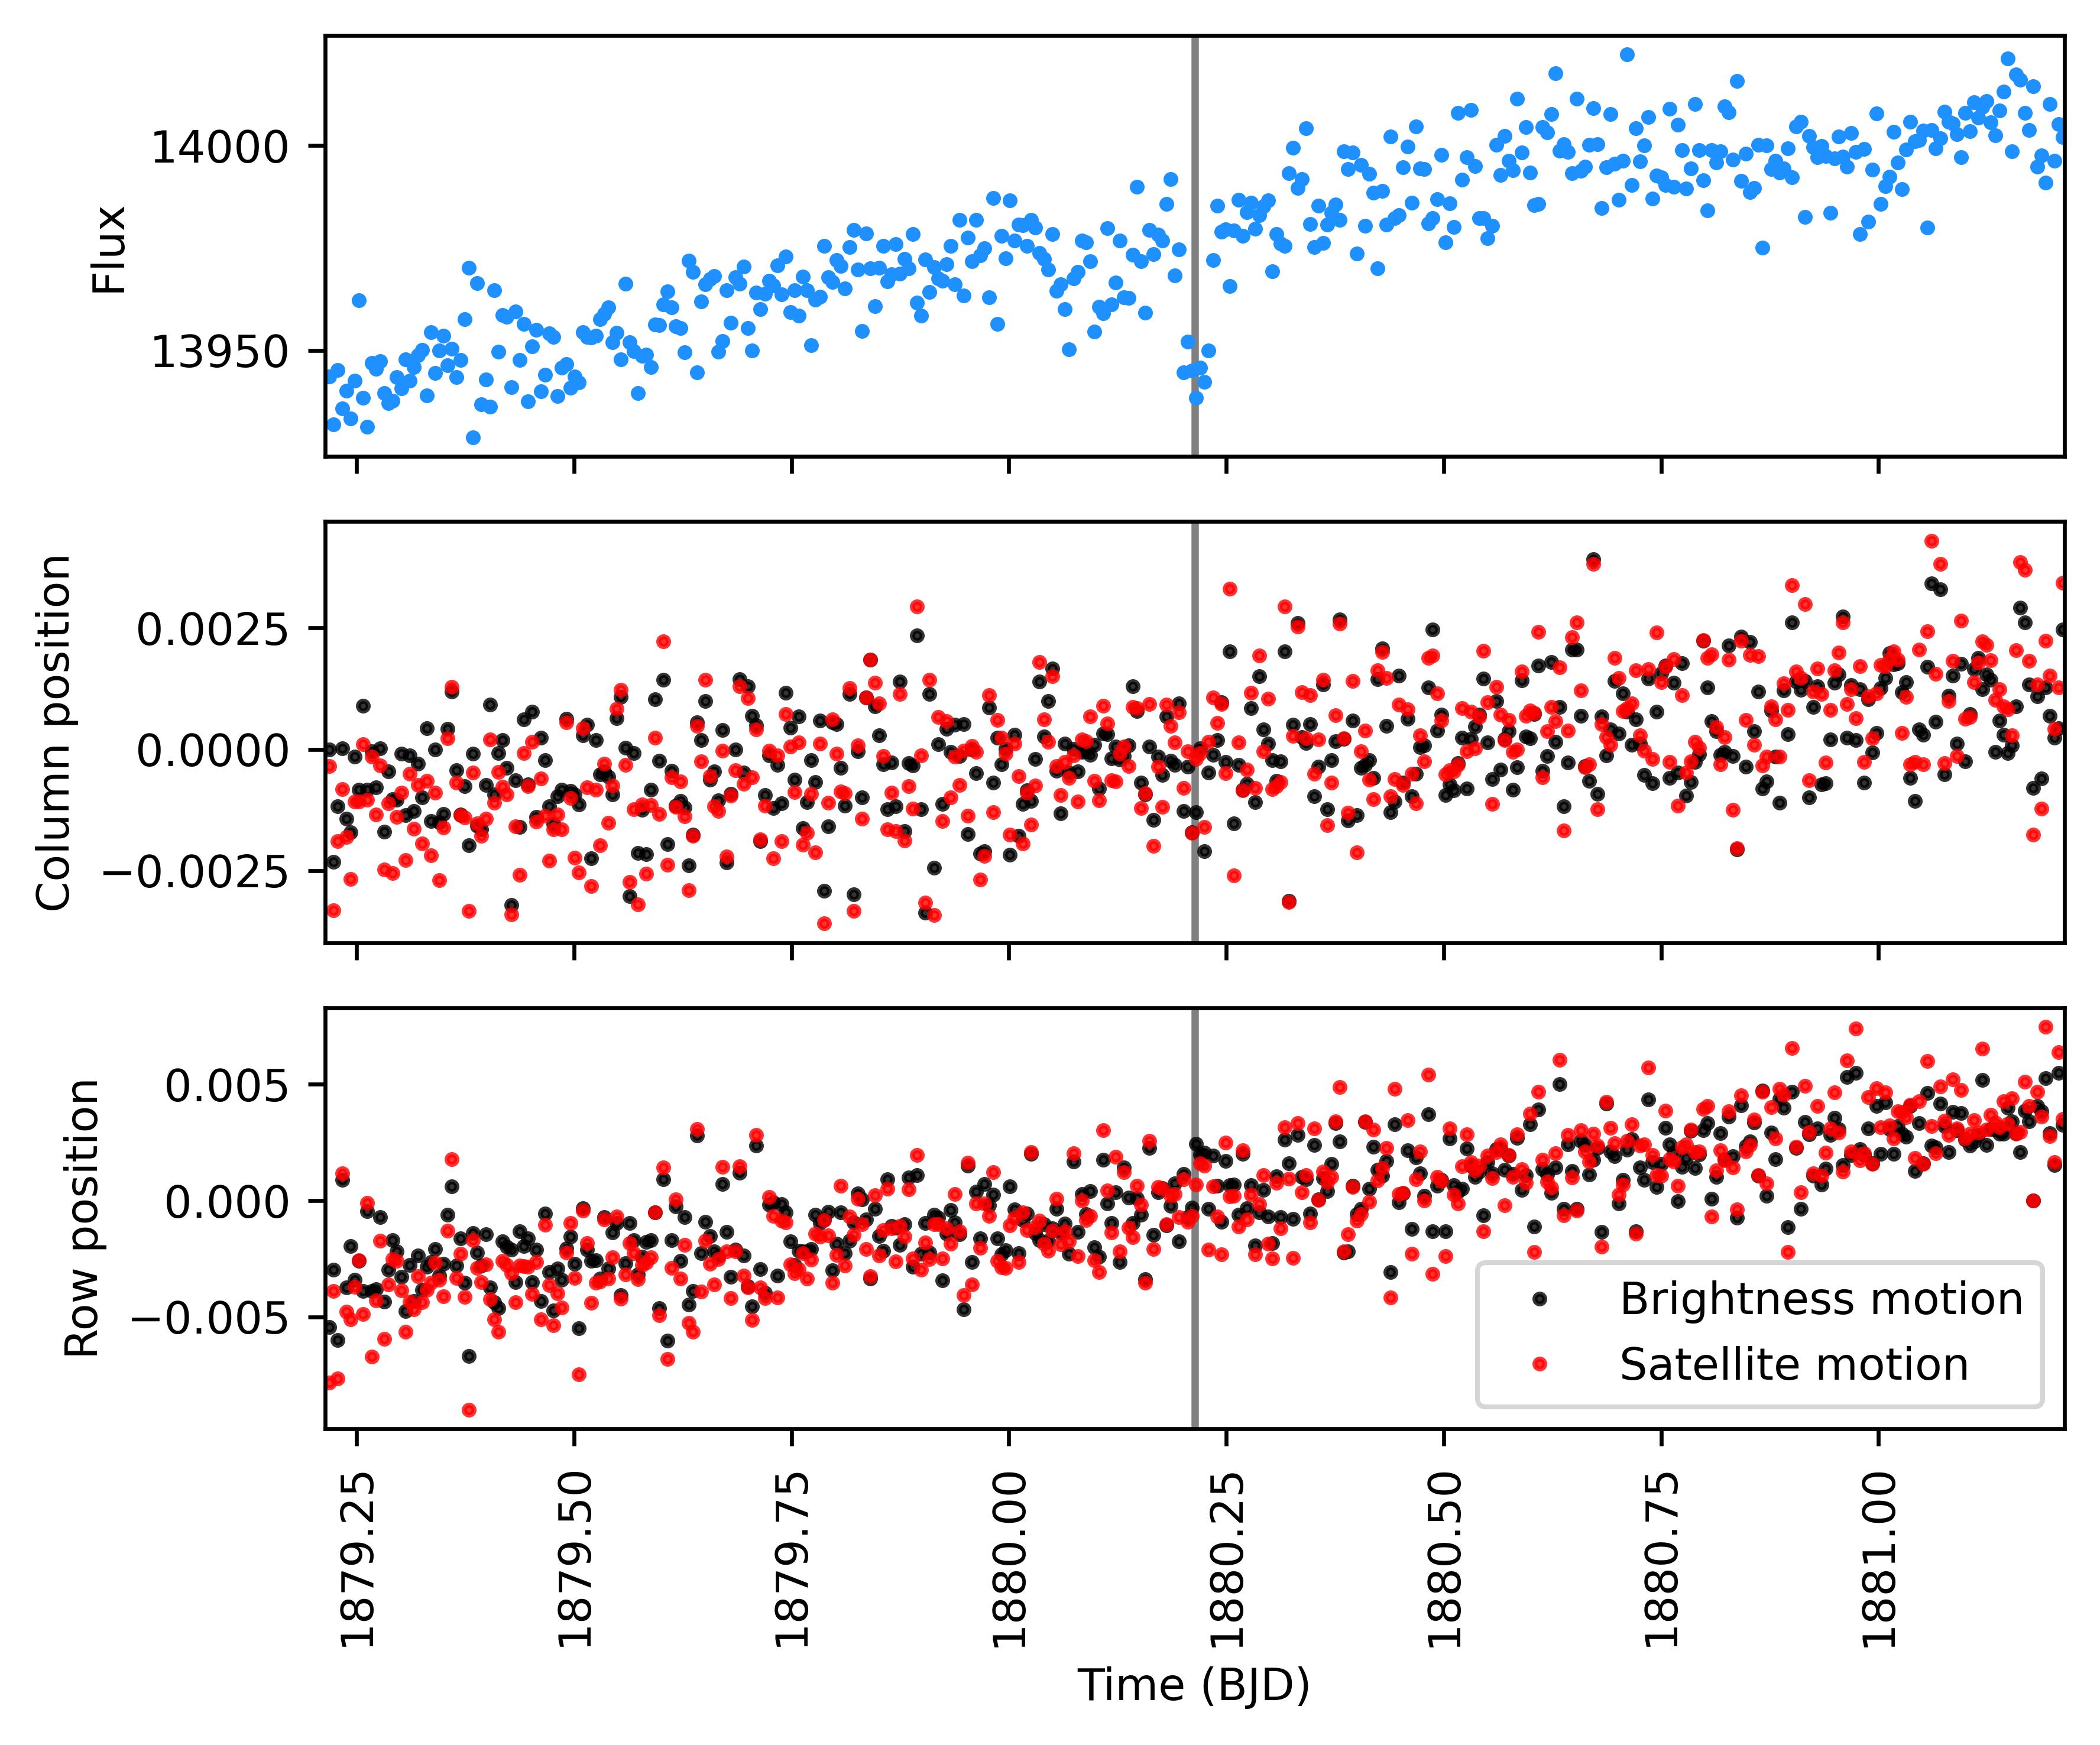 Flux
14000
13950
Column position
0.0025
0.0000
−0.0025
Row position
0.005
0.000
−0.005
Brightness motion
Satellite motion
1879.25
1879.50
1879.75
1880.00
1880.25
1880.50
1880.75
1881.00
Time (BJD)